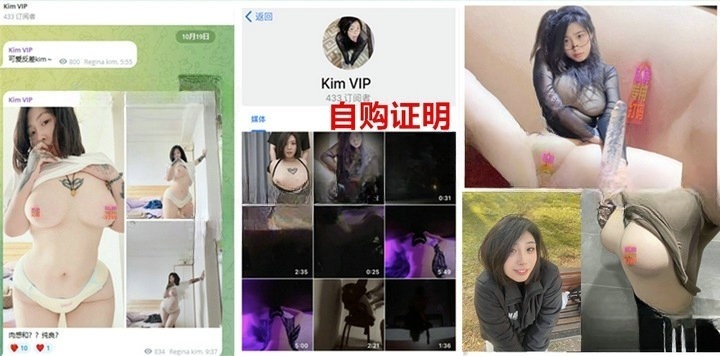 Kim VIP
433 订阅者
10月19日
Kim VIP
可爱反差kim~
800 Regina kim, 5:55
Kim VIP
肉感和？？纯良?
10 1
834 Regina kim, 9:37
返回
Kim VIP
433 订阅者
自购证明
媒体
0:31
2:35
0:25
5:49
5:05
2:21
1:36